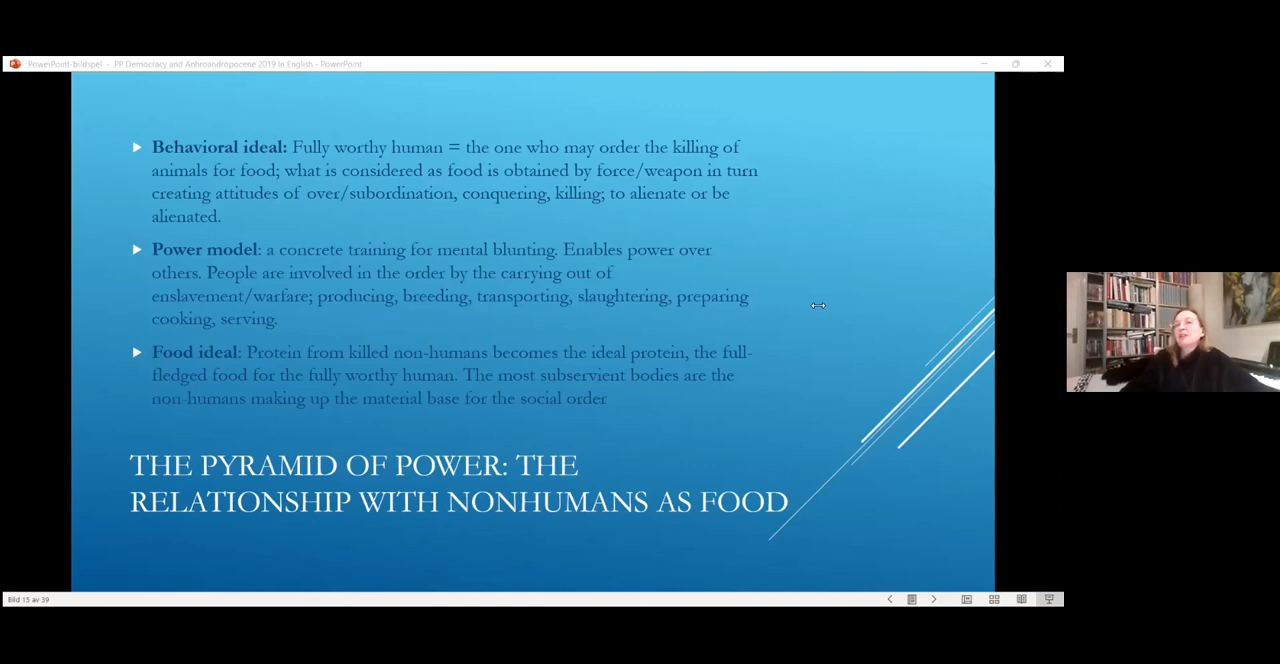 PowerPoint-bildspel - PP Democracy and Anhroandropocene 2019 In English - PowerPoint
Behavioral ideal: Fully worthy human = the one who may order the killing of
animals for food; what is considered as food is obtained by force/weapon in turn
creating attitudes of over/subordination, conquering, killing; to alienate or be
alienated.
Power model: a concrete training for mental blunting. Enables power over
others. People are involved in the order by the carrying out of
enslavement/warfare; producing, breeding, transporting, slaughtering, preparing
cooking, serving.
Food ideal: Protein from killed non-humans becomes the ideal protein, the full-
fledged food for the fully worthy human. The most subservient bodies are the
non-humans making up the material base for the social order
THE PYRAMID OF POWER: THE
RELATIONSHIP WITH NONHUMANS AS FOOD
Bild 15 av 39